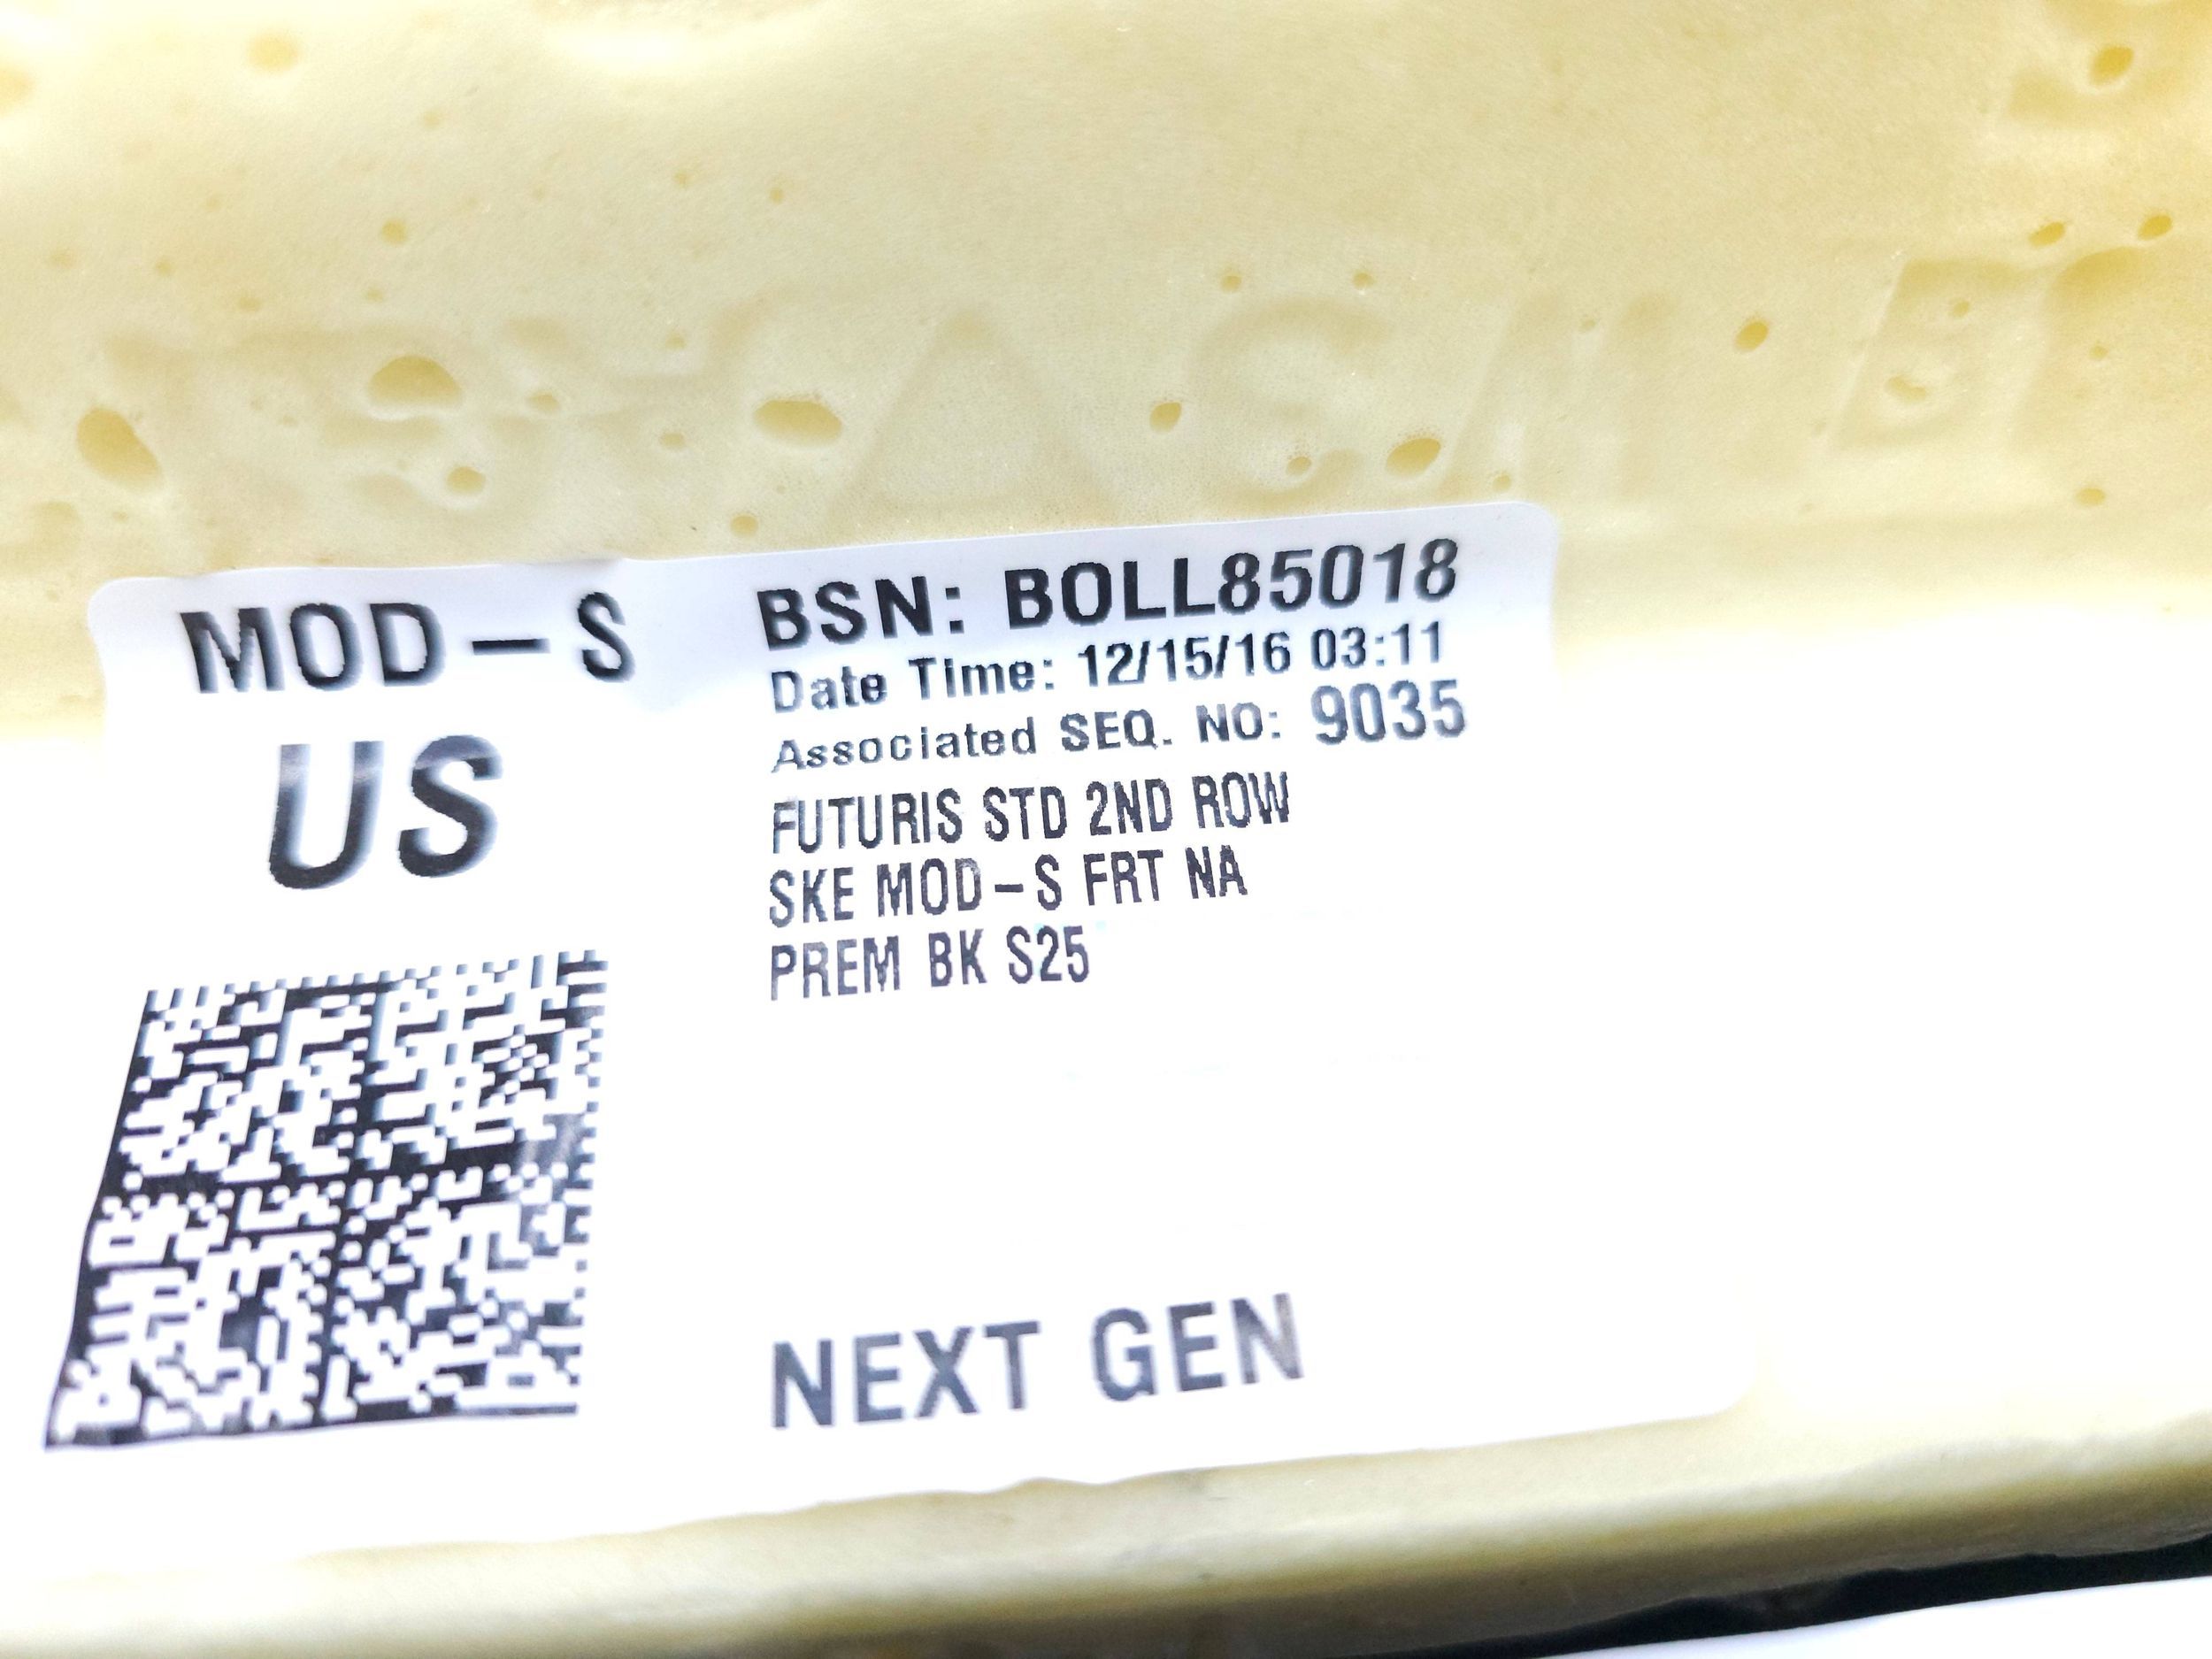 MOD-S
US
BSN: BOLL85018
Date Time: 12/15/16 03:11
Associated SEQ. NO: 9035
FUTURIS STD 2ND ROW
SKE MOD-S FRT NA
PREM BK S25
NEXT GEN